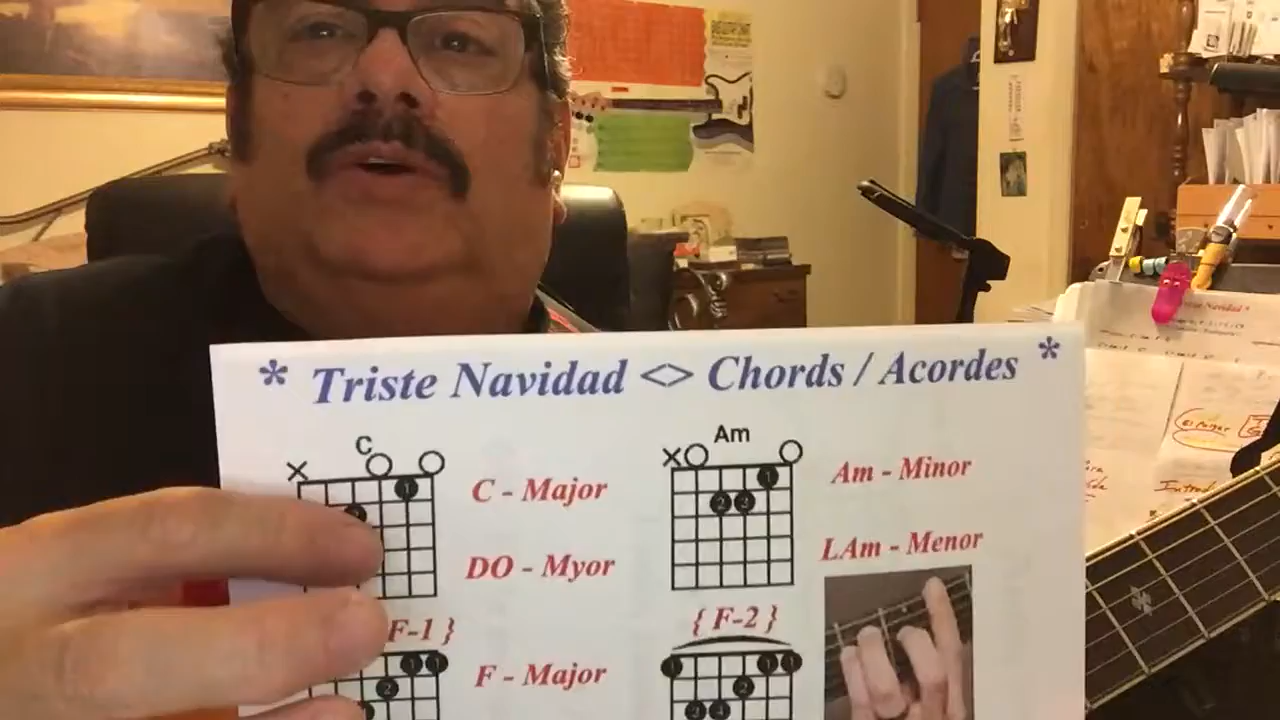 * Triste Navidad <> Chords / Acordes *
C
Am
C - Major
Am - Minor
DO - Myor
LAm - Menor
F-1 }
{ F-2 }
F - Major